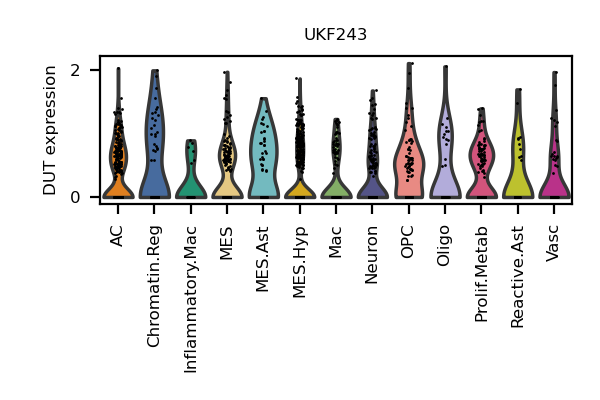 UKF243
DUT expression
2
0
AC
Chromatin.Reg
Inflammatory.Mac
MES
MES.Ast
MES.Hyp
Mac
Neuron
OPC
Oligo
Prolif.Metab
Reactive.Ast
Vasc